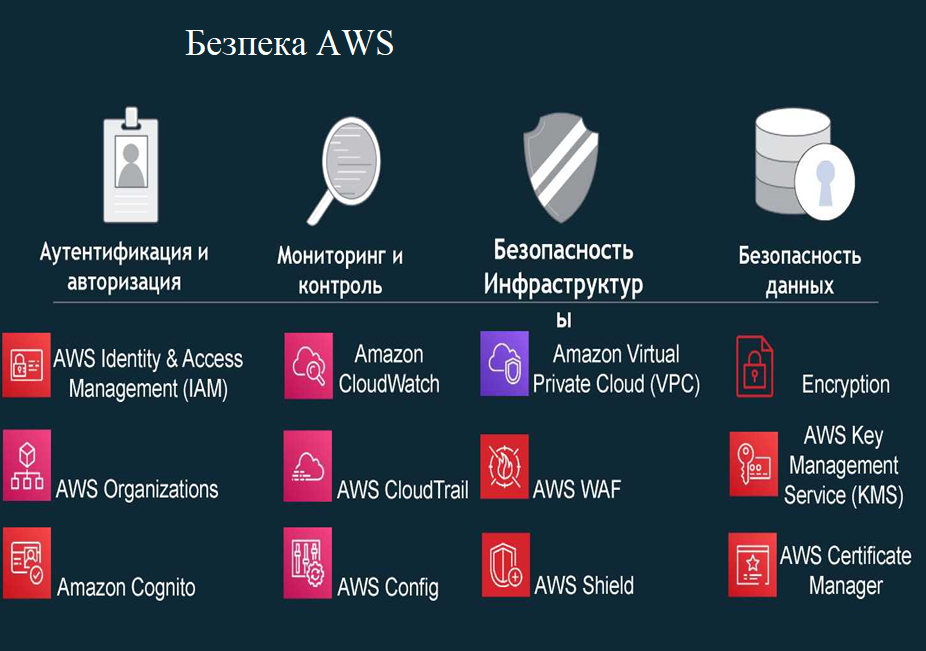 Безпека AWS
Аутентификация и
авторизация
Мониторинг и
контроль
Безопасность
Инфраструктур
ы
Безопасность
данных
AWS Identity & Access
Management (IAM)
Amazon
CloudWatch
Amazon Virtual
Private Cloud (VPC)
Encryption
AWS Organizations
AWS CloudTrail
AWS WAF
AWS Key
Management
Service (KMS)
Amazon Cognito
AWS Config
AWS Shield
AWS Certificate
Manager